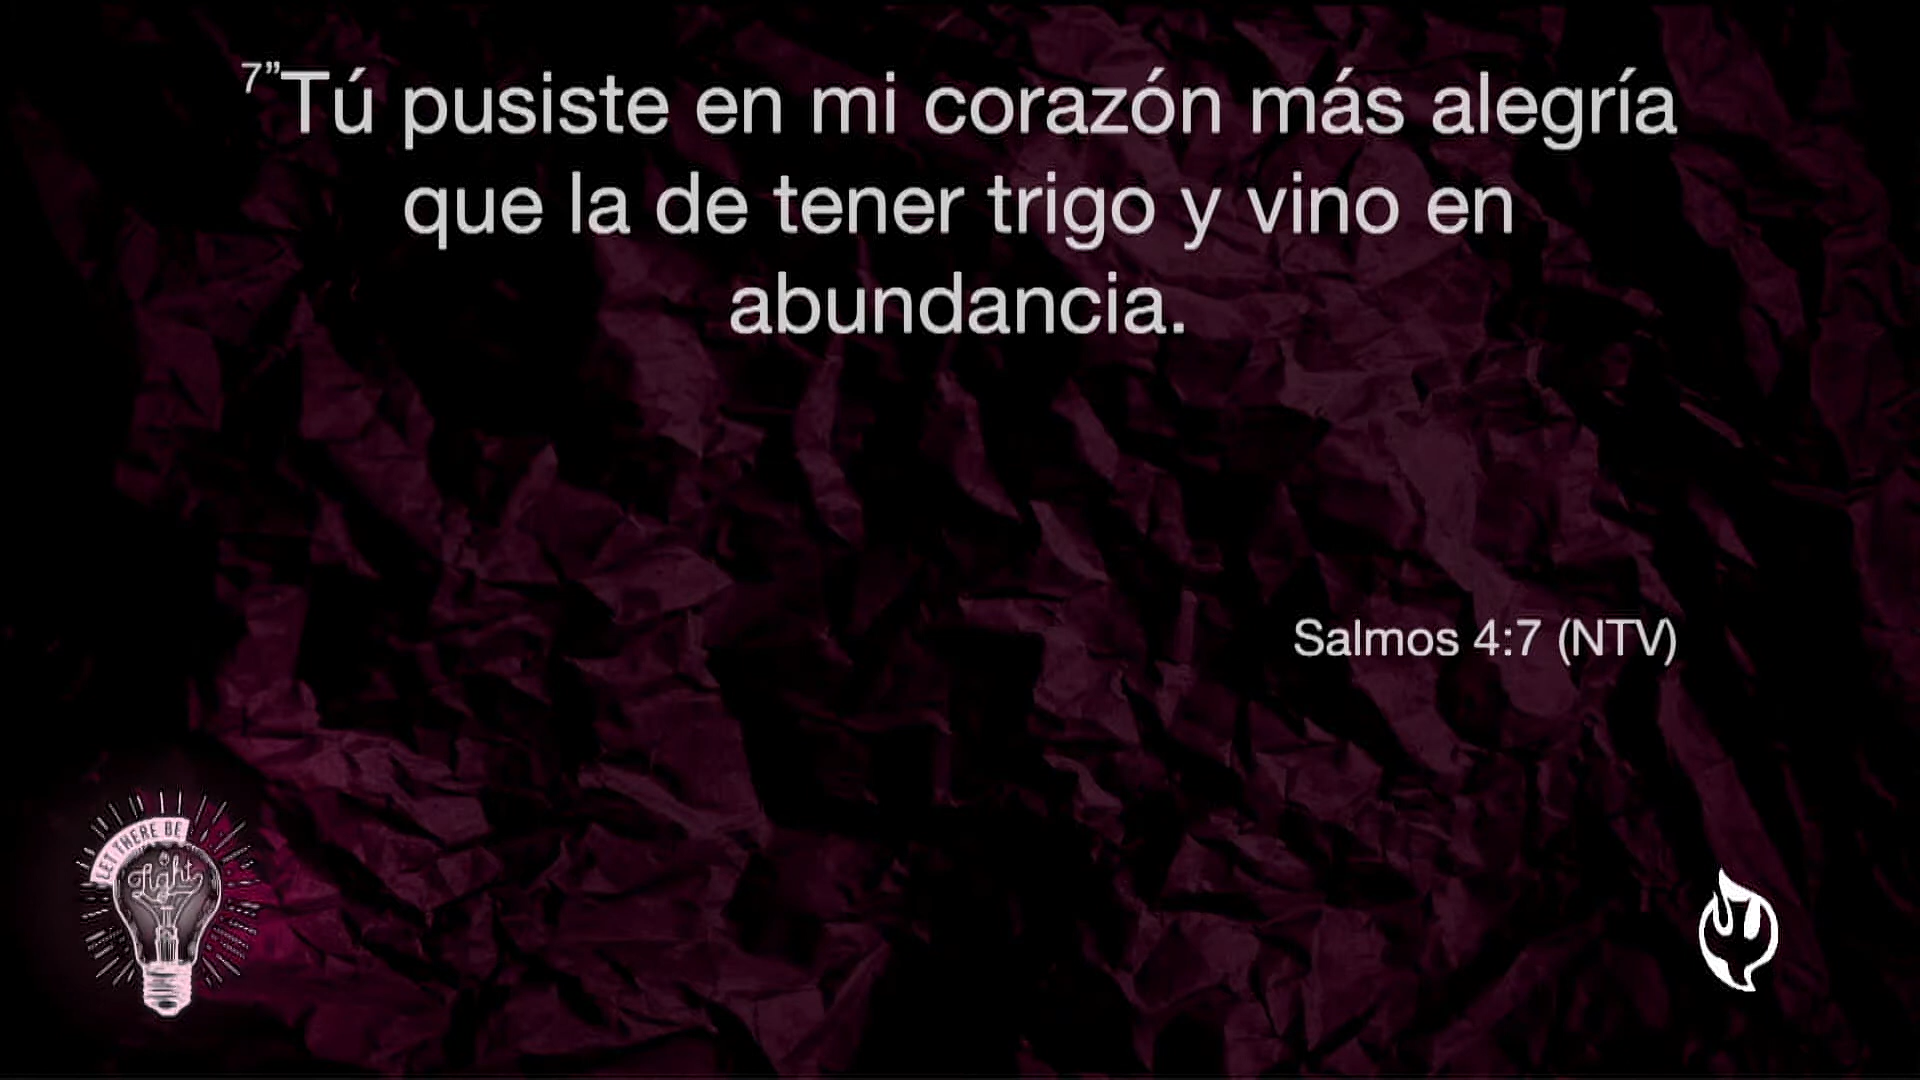 7”Tú pusiste en mi corazón más alegría
que la de tener trigo y vino en
abundancia.
Salmos 4:7 (NTV)
LET THERE BE
Light